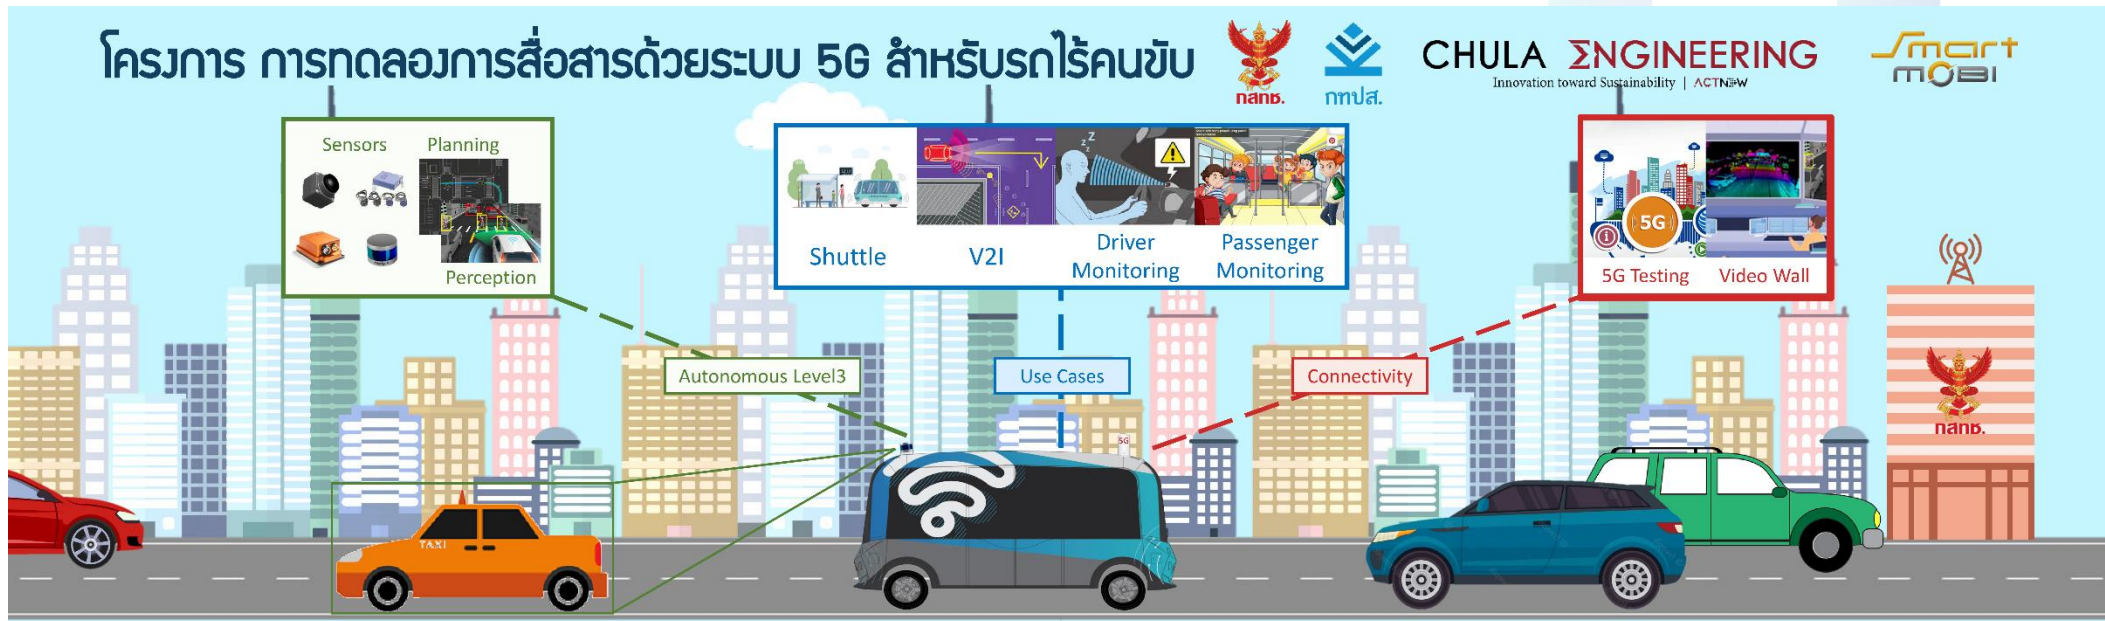 โครงการ การทดลองการสื่อสารด้วยระบบ 5G สำหรับรถไร้คนขับ
กสทช.
กทปส.
CHULA ΣNGINEERING
Innovation toward Sustainability | ACTNOW
Smart
MOBI
Sensors
Planning
Perception
Shuttle
V2I
Driver
Monitoring
Passenger
Monitoring
5G
5G Testing
Video Wall
Autonomous Level3
Use Cases
Connectivity
กสทช.
5G
TAXI